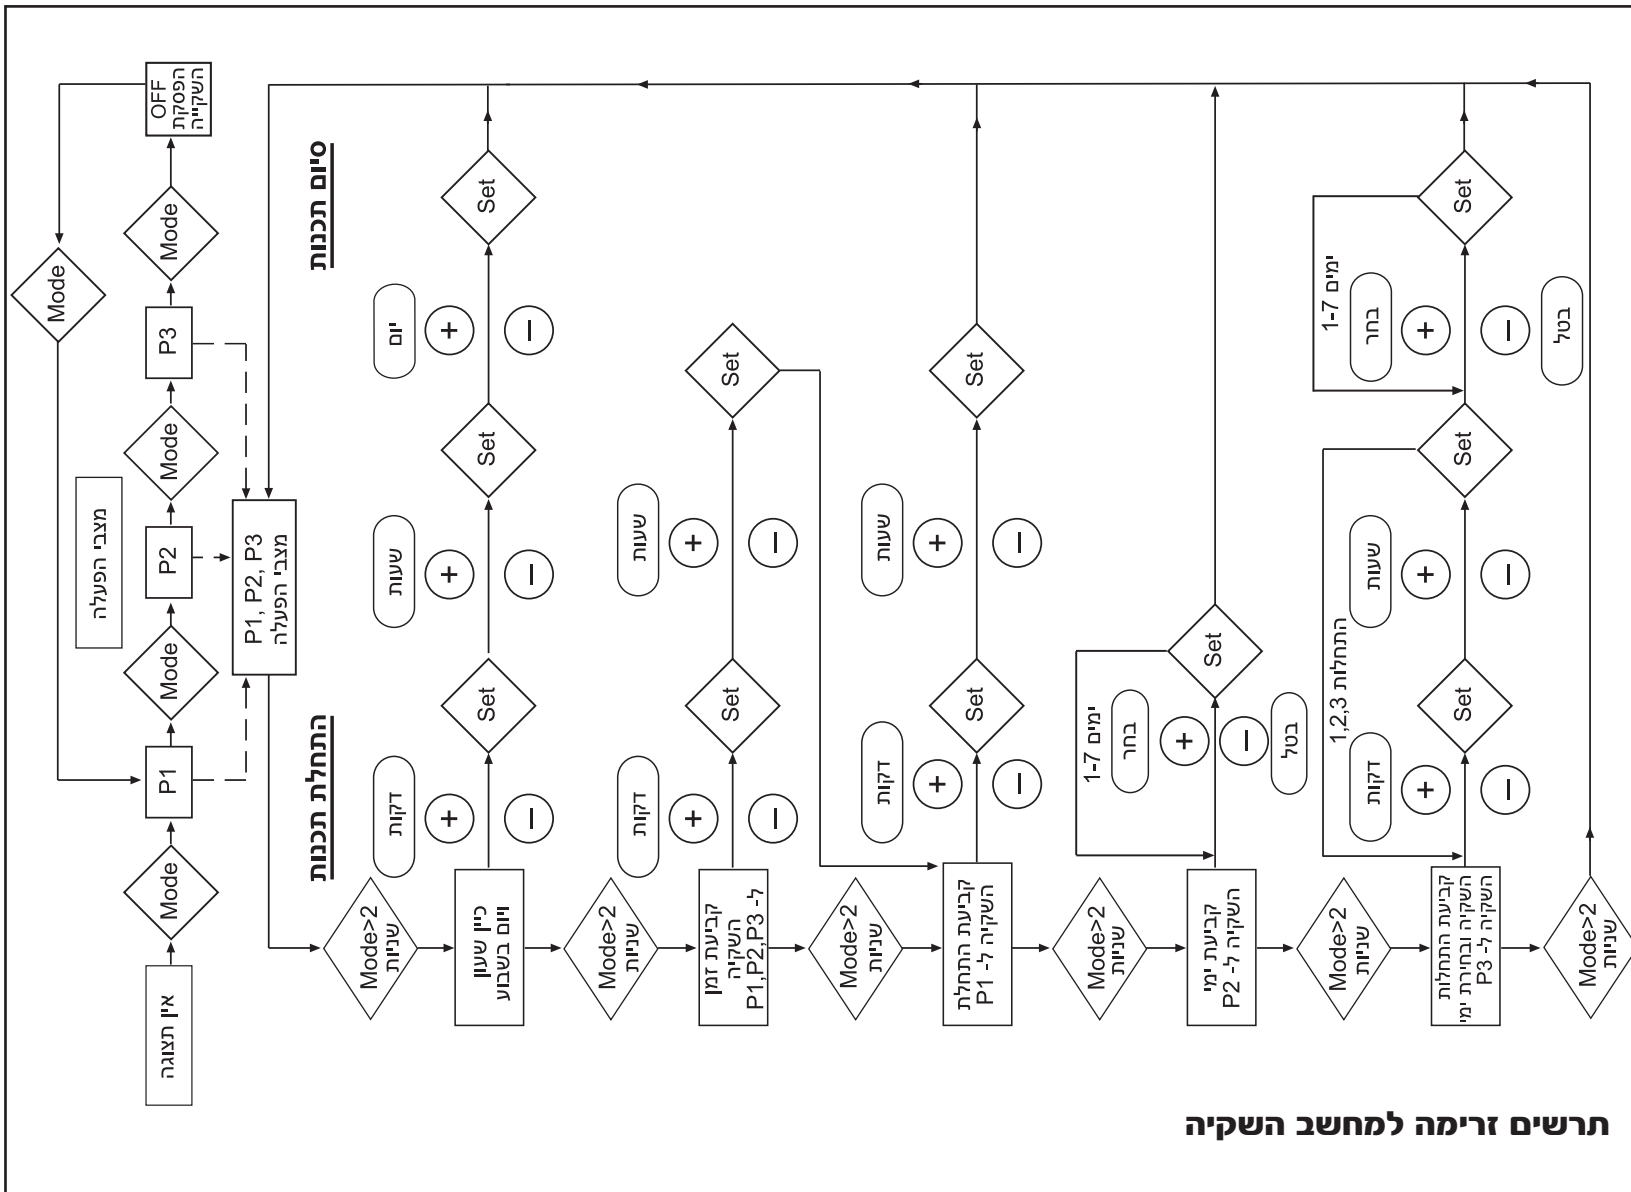 תרשים זרימה למחשב השקיה
אין תצוגה
Mode
P1
Mode
P2
Mode
P3
Mode
OFF
הפסקת
השקייה
Mode
מצבי הפעלה
P1, P2, P3
מצבי הפעלה
התחלת תכנות
סיום תכנות
Mode>2
שניות
כיוון שעון
ויום בשבוע
דקות
+
−
Set
שעות
+
−
Set
יום
+
−
Set
Mode>2
שניות
קביעת זמן
השקיה
ל- P1,P2,P3
דקות
+
−
Set
שעות
+
−
Set
Mode>2
שניות
קביעת התחלת
השקיה ל- P1
דקות
+
−
Set
שעות
+
−
Set
Mode>2
שניות
קביעת ימי
השקיה ל- P2
ימים 1-7
בחר
+
−
בטל
Set
Mode>2
שניות
קביעת התחלות
השקיה ובחירת ימי
השקיה ל- P3
דקות
+
−
Set
התחלות 1,2,3
שעות
+
−
Set
ימים 1-7
בחר
+
−
בטל
Set
Mode>2
שניות